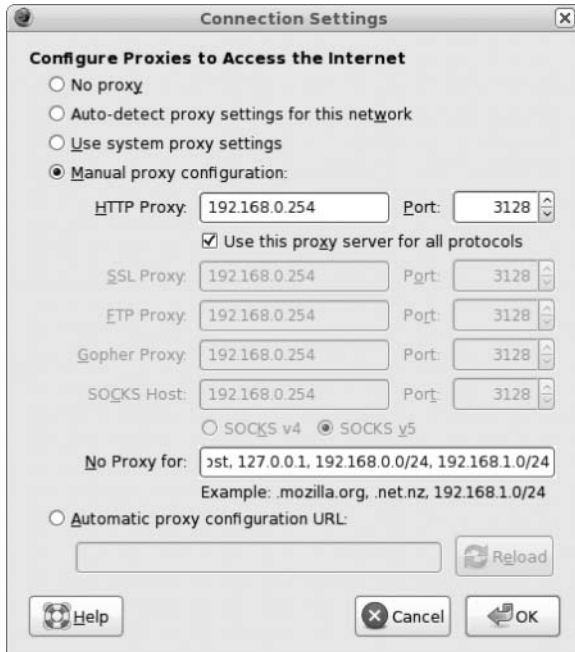 Connection Settings
Configure Proxies to Access the Internet
No proxy
Auto-detect proxy settings for this network
Use system proxy settings
Manual proxy configuration:
HTTP Proxy: 192.168.0.254 Port: 3128
Use this proxy server for all protocols
SSL Proxy: 192.168.0.254 Port: 3128
FTP Proxy: 192.168.0.254 Port: 3128
Gopher Proxy: 192.168.0.254 Port: 3128
SOCKS Host: 192.168.0.254 Port: 3128
SOCKS v4 SOCKS v5
No Proxy for: ost, 127.0.0.1, 192.168.0.0/24, 192.168.1.0/24
Example: .mozilla.org, .net.nz, 192.168.1.0/24
Automatic proxy configuration URL:
Reload
Help Cancel OK